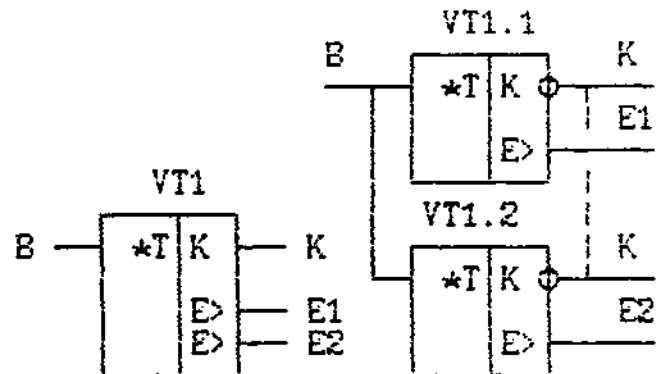 VT1.1
B K
*T K
E1
E>
VT1
VT1.2
B *T K K
K
*T K
E> E1
E> E2
E2
E>